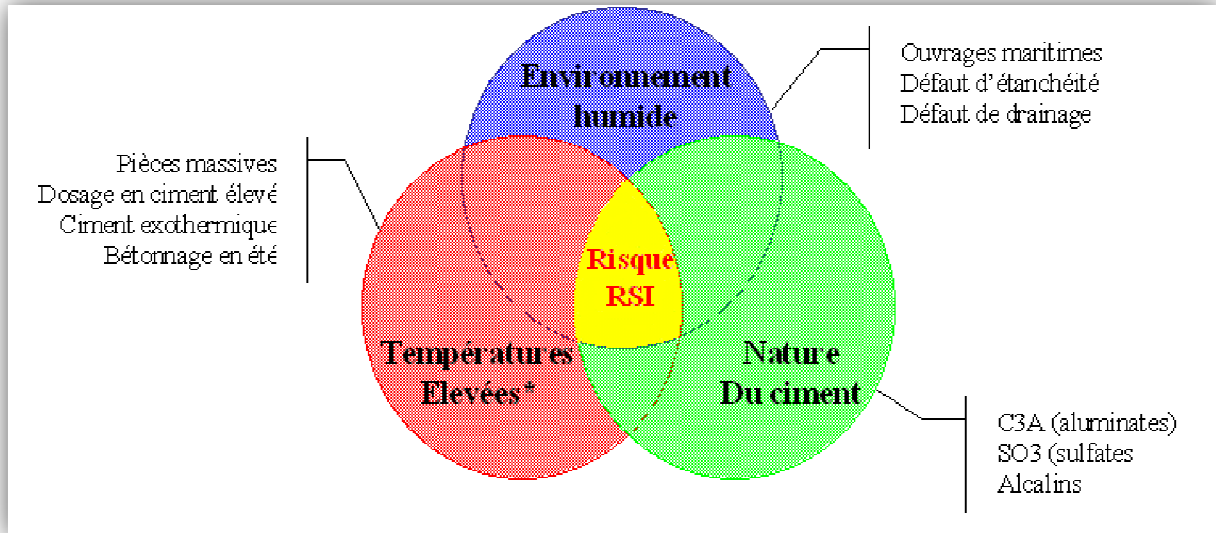 Environnement
humide
Ouvrages maritimes
Défaut d'étanchéité
Défaut de drainage
Pièces massives
Dosage en ciment élevé
Ciment exothermique
Bétonnage en été
Risque
RSI
Températures
Elevées*
Nature
Du ciment
C3A (aluminates)
SO3 (sulfates
Alcalins